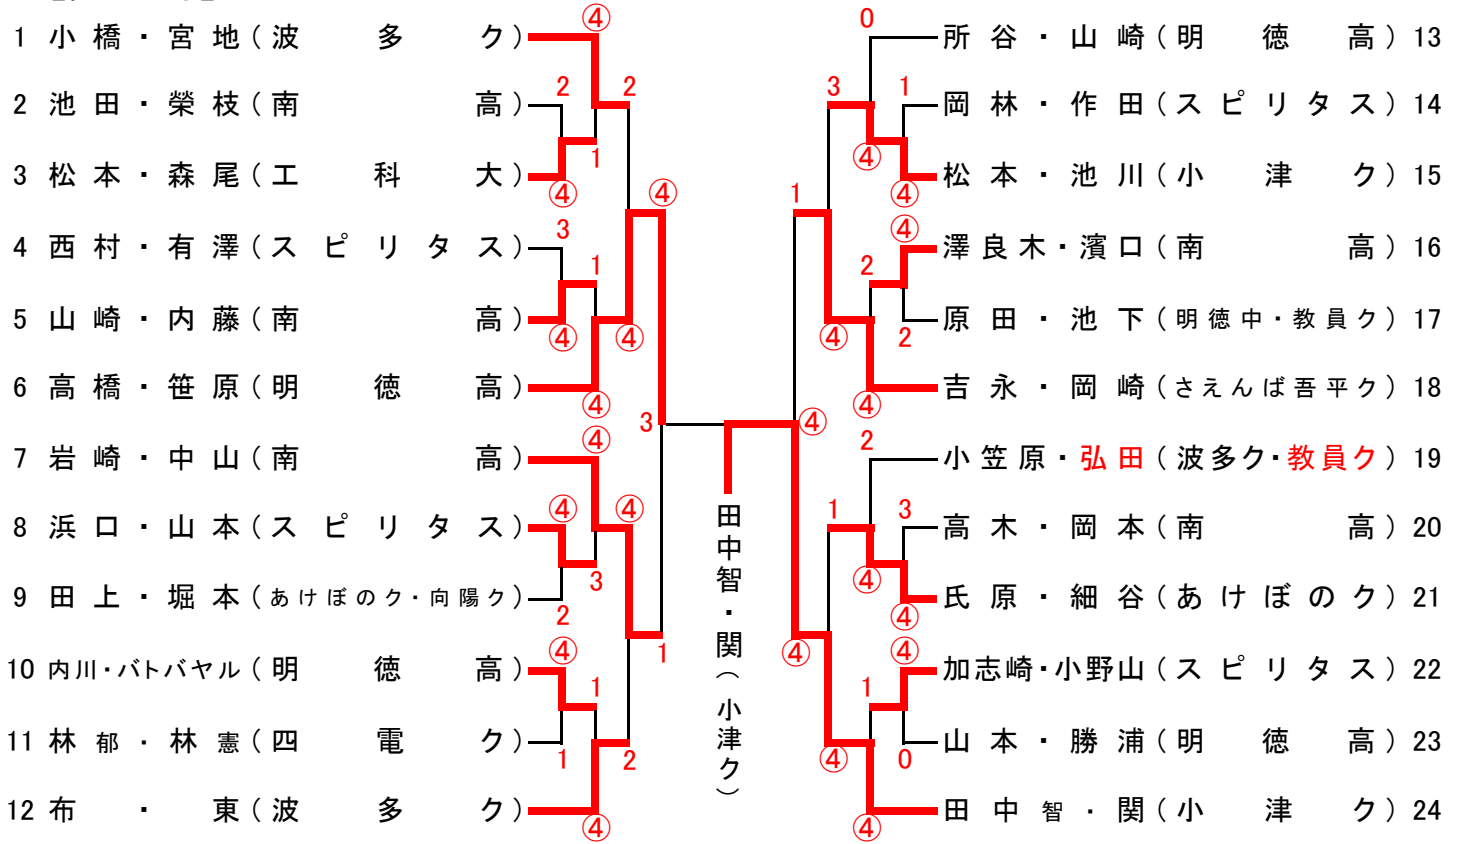 1 小橋・宮地(波多ク)
2 池田・榮枝(南高)
3 松本・森尾(工科大)
4 西村・有澤(スピリタス)
5 山崎・内藤(南高)
6 高橋・笹原(明徳高)
7 岩崎・中山(南高)
8 浜口・山本(スピリタス)
9 田上・堀本(あけぼのク・向陽ク)
10 内川・バトバヤル(明徳高)
11 林郁・林憲(四電ク)
12 布・東(波多ク)
④
2
2
1
④
④
3
1
④
④
④
3
④
④
④
3
2
④
1
1
1
2
④
田中智・関(小津ク)
0
3
1
④
④
1
④
2
④
2
④
④
2
1
3
④
④
④
④
1
0
④
④
所谷・山崎(明徳高)13
岡林・作田(スピリタス)14
松本・池川(小津ク)15
澤良木・濱口(南高)16
原田・池下(明徳中・教員ク)17
吉永・岡崎(さえんば吾平ク)18
小笠原・弘田(波多ク・教員ク)19
高木・岡本(南高)20
氏原・細谷(あけぼのク)21
加志崎・小野山(スピリタス)22
山本・勝浦(明徳高)23
田中智・関(小津ク)24